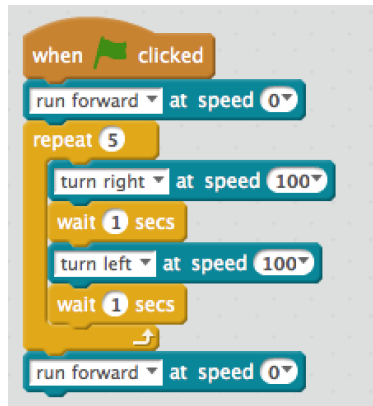 when clicked
run forward at speed 0
repeat 5
turn right at speed 100
wait 1 secs
turn left at speed 100
wait 1 secs
run forward at speed 0